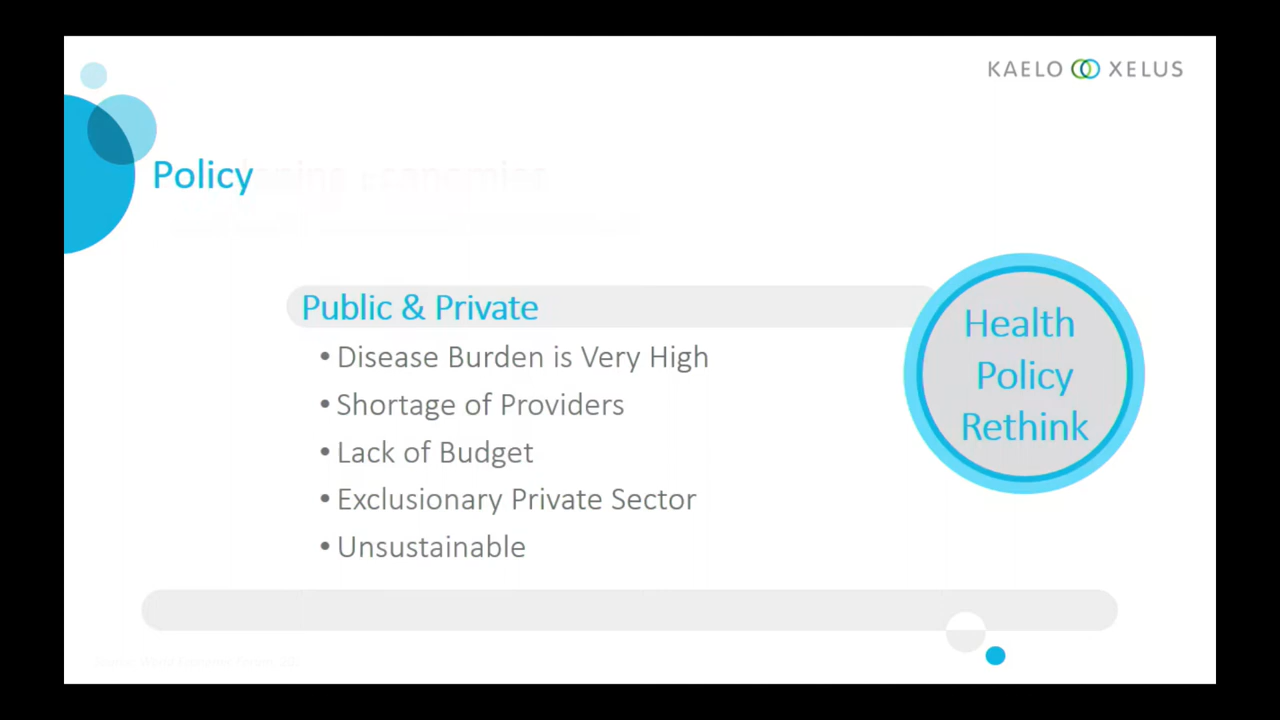 KAELO XELUS
Policy
Public & Private
• Disease Burden is Very High
• Shortage of Providers
• Lack of Budget
• Exclusionary Private Sector
• Unsustainable
Health
Policy
Rethink